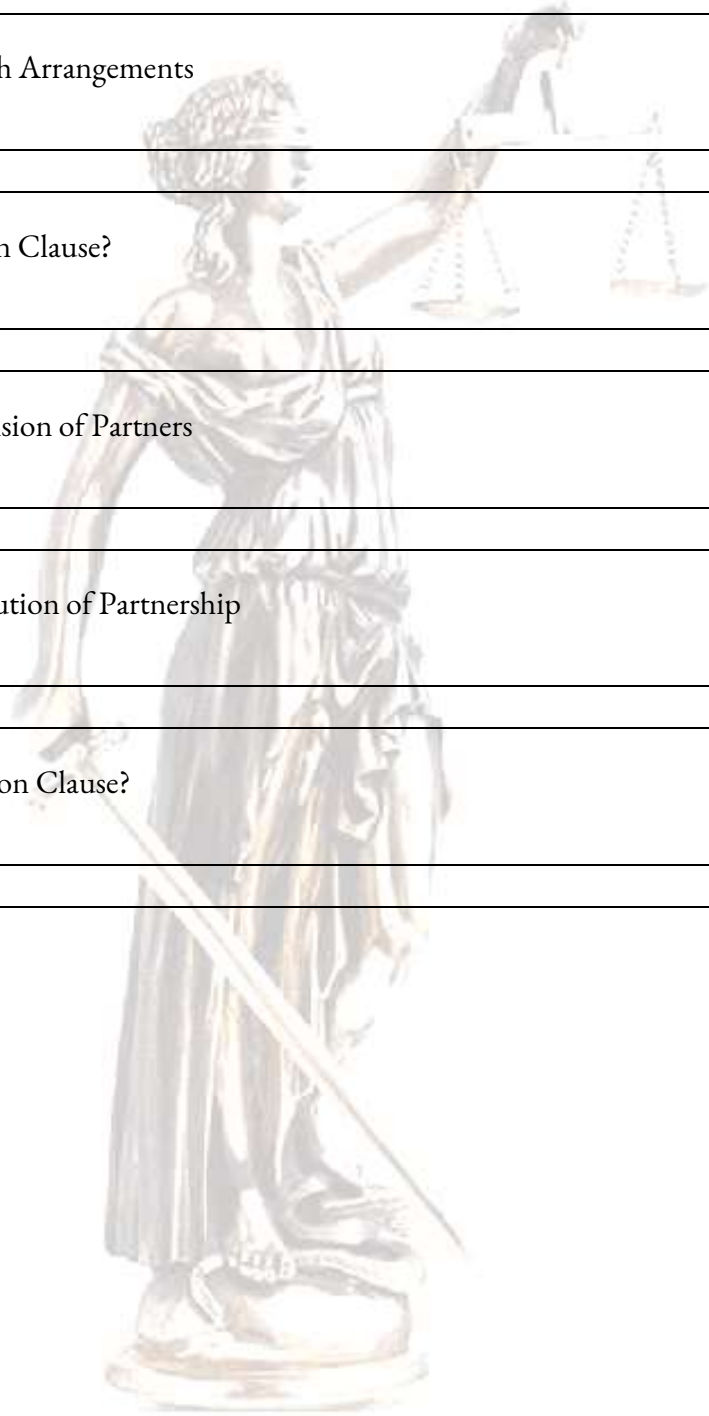 h Arrangements
n Clause?
sion of Partners
ution of Partnership
on Clause?